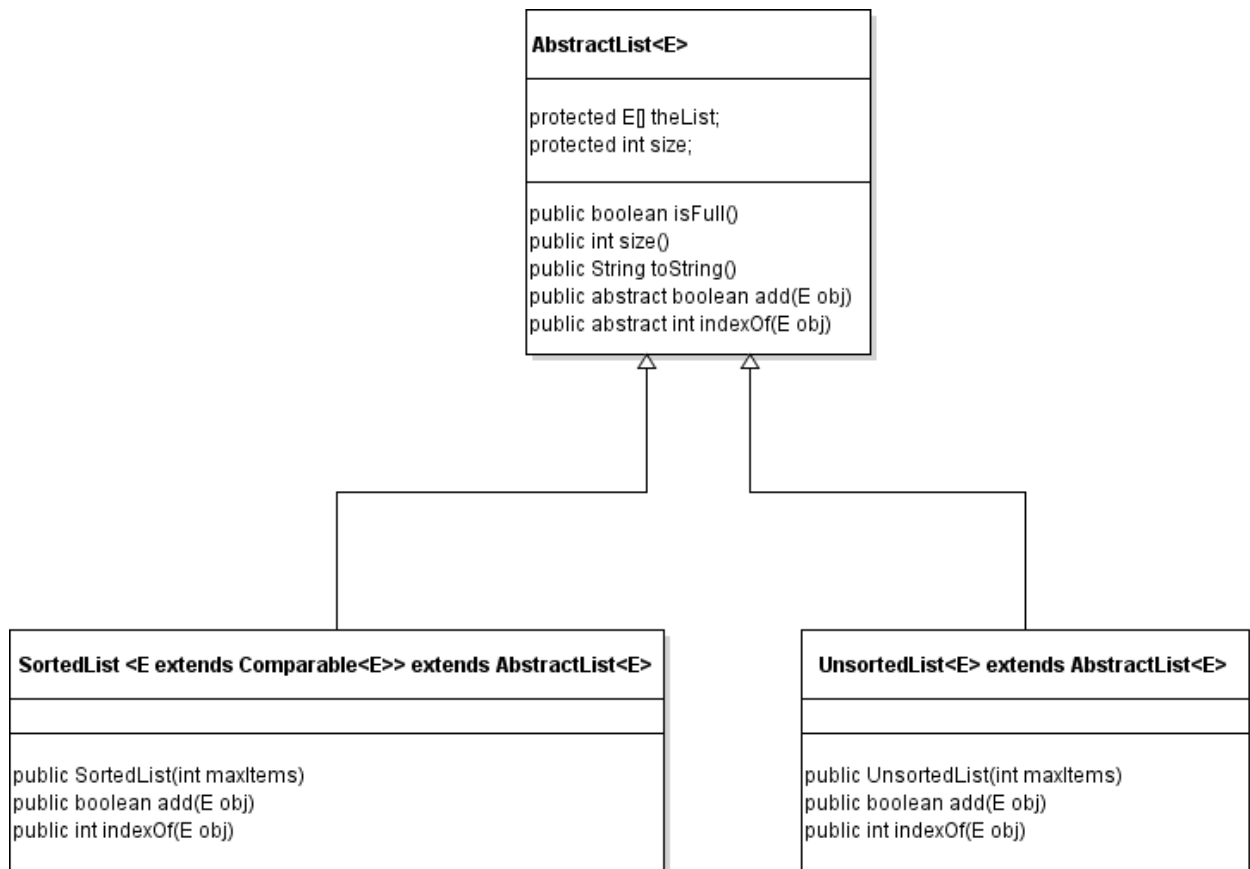 AbstractList<E>
protected E[] theList;
protected int size;
public boolean isFull()
public int size()
public String toString()
public abstract boolean add(E obj)
public abstract int indexOf(E obj)
SortedList <E extends Comparable<E>> extends AbstractList<E>
public SortedList(int maxItems)
public boolean add(E obj)
public int indexOf(E obj)
UnsortedList<E> extends AbstractList<E>
public UnsortedList(int maxItems)
public boolean add(E obj)
public int indexOf(E obj)